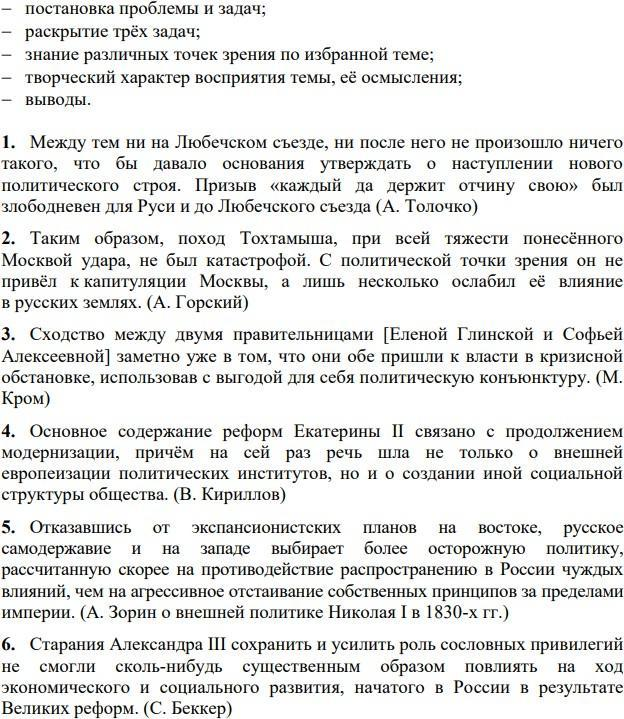 – постановка проблемы и задач;
– раскрытие трёх задач;
– знание различных точек зрения по избранной теме;
– творческий характер восприятия темы, её осмысления;
– выводы.
1. Между тем ни на Любечском съезде, ни после него не произошло ничего
такого, что бы давало основания утверждать о наступлении нового
политического строя. Призыв «каждый да держит отчину свою» был
злободневен для Руси и до Любечского съезда (А. Толочко)
2. Таким образом, поход Тохтамыша, при всей тяжести понесённого
Москвой удара, не был катастрофой. С политической точки зрения он не
привёл к капитуляции Москвы, а лишь несколько ослабил её влияние
в русских землях. (А. Горский)
3. Сходство между двумя правительницами [Еленой Глинской и Софьей
Алексеевной] заметно уже в том, что они обе пришли к власти в кризисной
обстановке, использовав с выгодой для себя политическую конъюнктуру. (М.
Кром)
4. Основное содержание реформ Екатерины II связано с продолжением
модернизации, причём на сей раз речь шла не только о внешней
европеизации политических институтов, но и о создании иной социальной
структуры общества. (В. Кириллов)
5. Отказавшись от экспансионистских планов на востоке, русское
самодержавие и на западе выбирает более осторожную политику,
рассчитанную скорее на противодействие распространению в России чуждых
влияний, чем на агрессивное отстаивание собственных принципов за пределами
империи. (А. Зорин о внешней политике Николая I в 1830-х гг.)
6. Старания Александра III сохранить и усилить роль сословных привилегий
не смогли сколь-нибудь существенным образом повлиять на ход
экономического и социального развития, начатого в России в результате
Великих реформ. (С. Беккер)